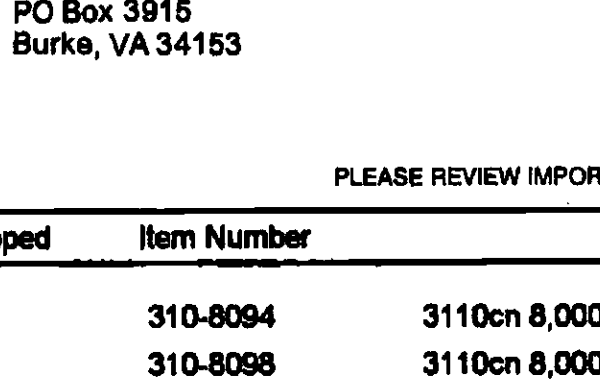 PO Box 3915
Burke, VA 34153
PLEASE REVIEW IMPOR
pped Item Number
310-8094 3110cn 8,000
310-8098 3110cn 8,000